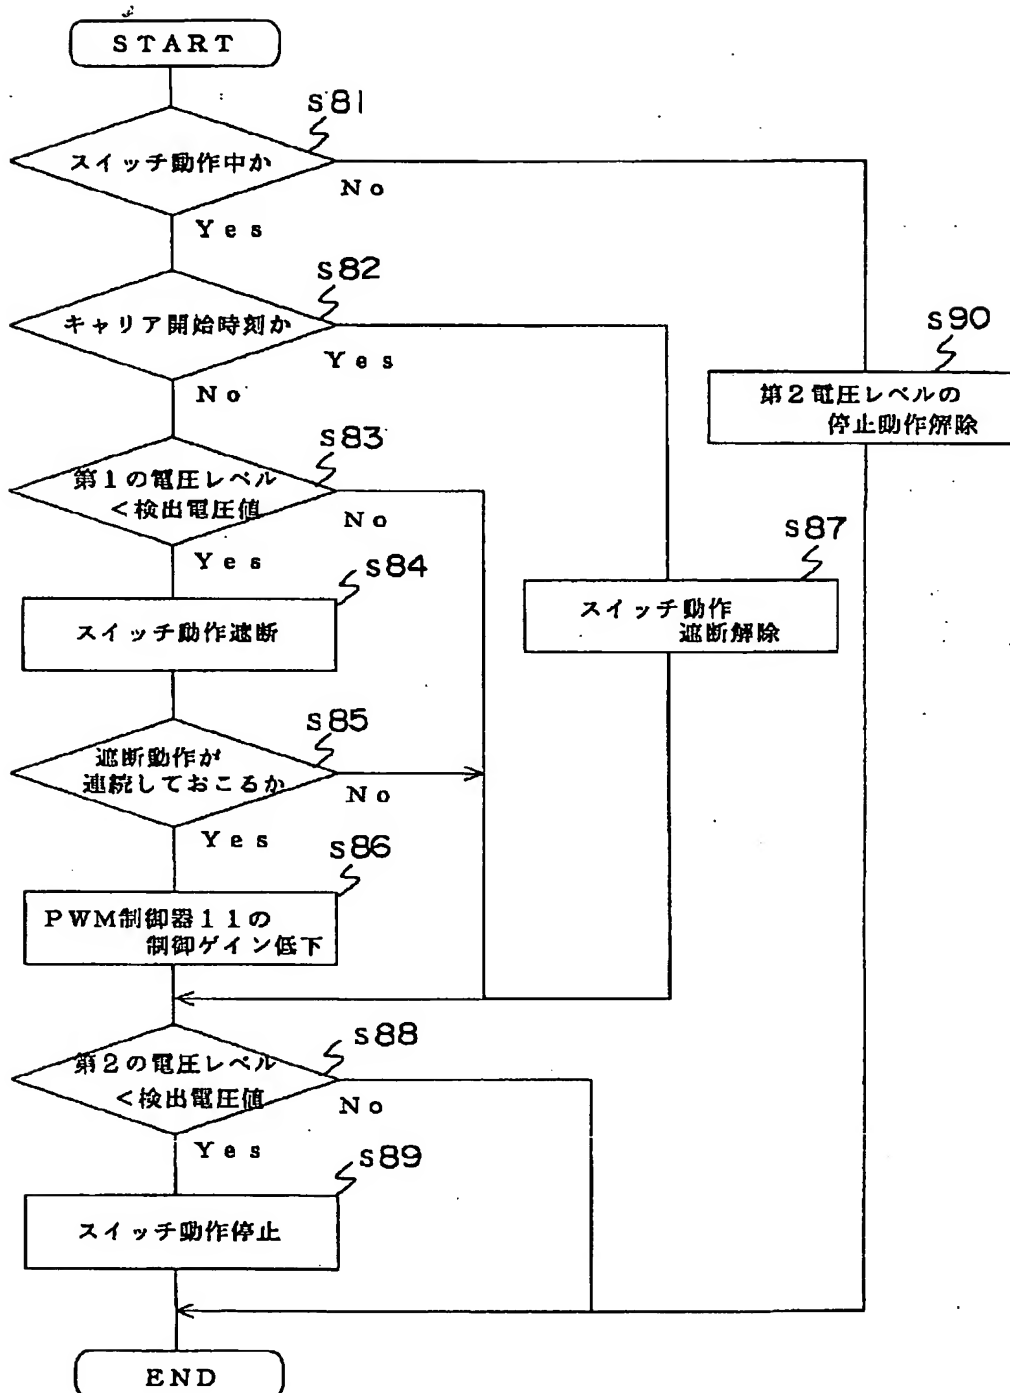 START
S81
スイッチ動作中か
No
Yes
S82
キャリア開始時刻か
Yes
No
S90
第2電圧レベルの
停止動作解除
S83
第1の電圧レベル
<検出電圧値
No
Yes
S84
スイッチ動作遮断
S87
スイッチ動作
遮断解除
S85
遮断動作が
連続しておこるか
No
Yes
S86
PWM制御器11の
制御ゲイン低下
S88
第2の電圧レベル
<検出電圧値
No
Yes
S89
スイッチ動作停止
END